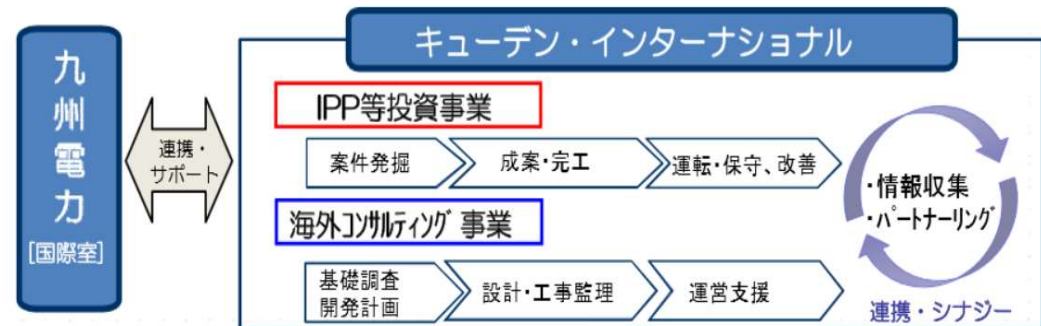 九州電力
[国際室]
連携・
サポート
キューデン・インターナショナル
IPP等投資事業
案件発掘
成案・完工
運転・保守、改善
海外コンサルティング事業
基礎調査
開発計画
設計・工事監理
運営支援
・情報収集
・パートナーリング
連携・シナジー